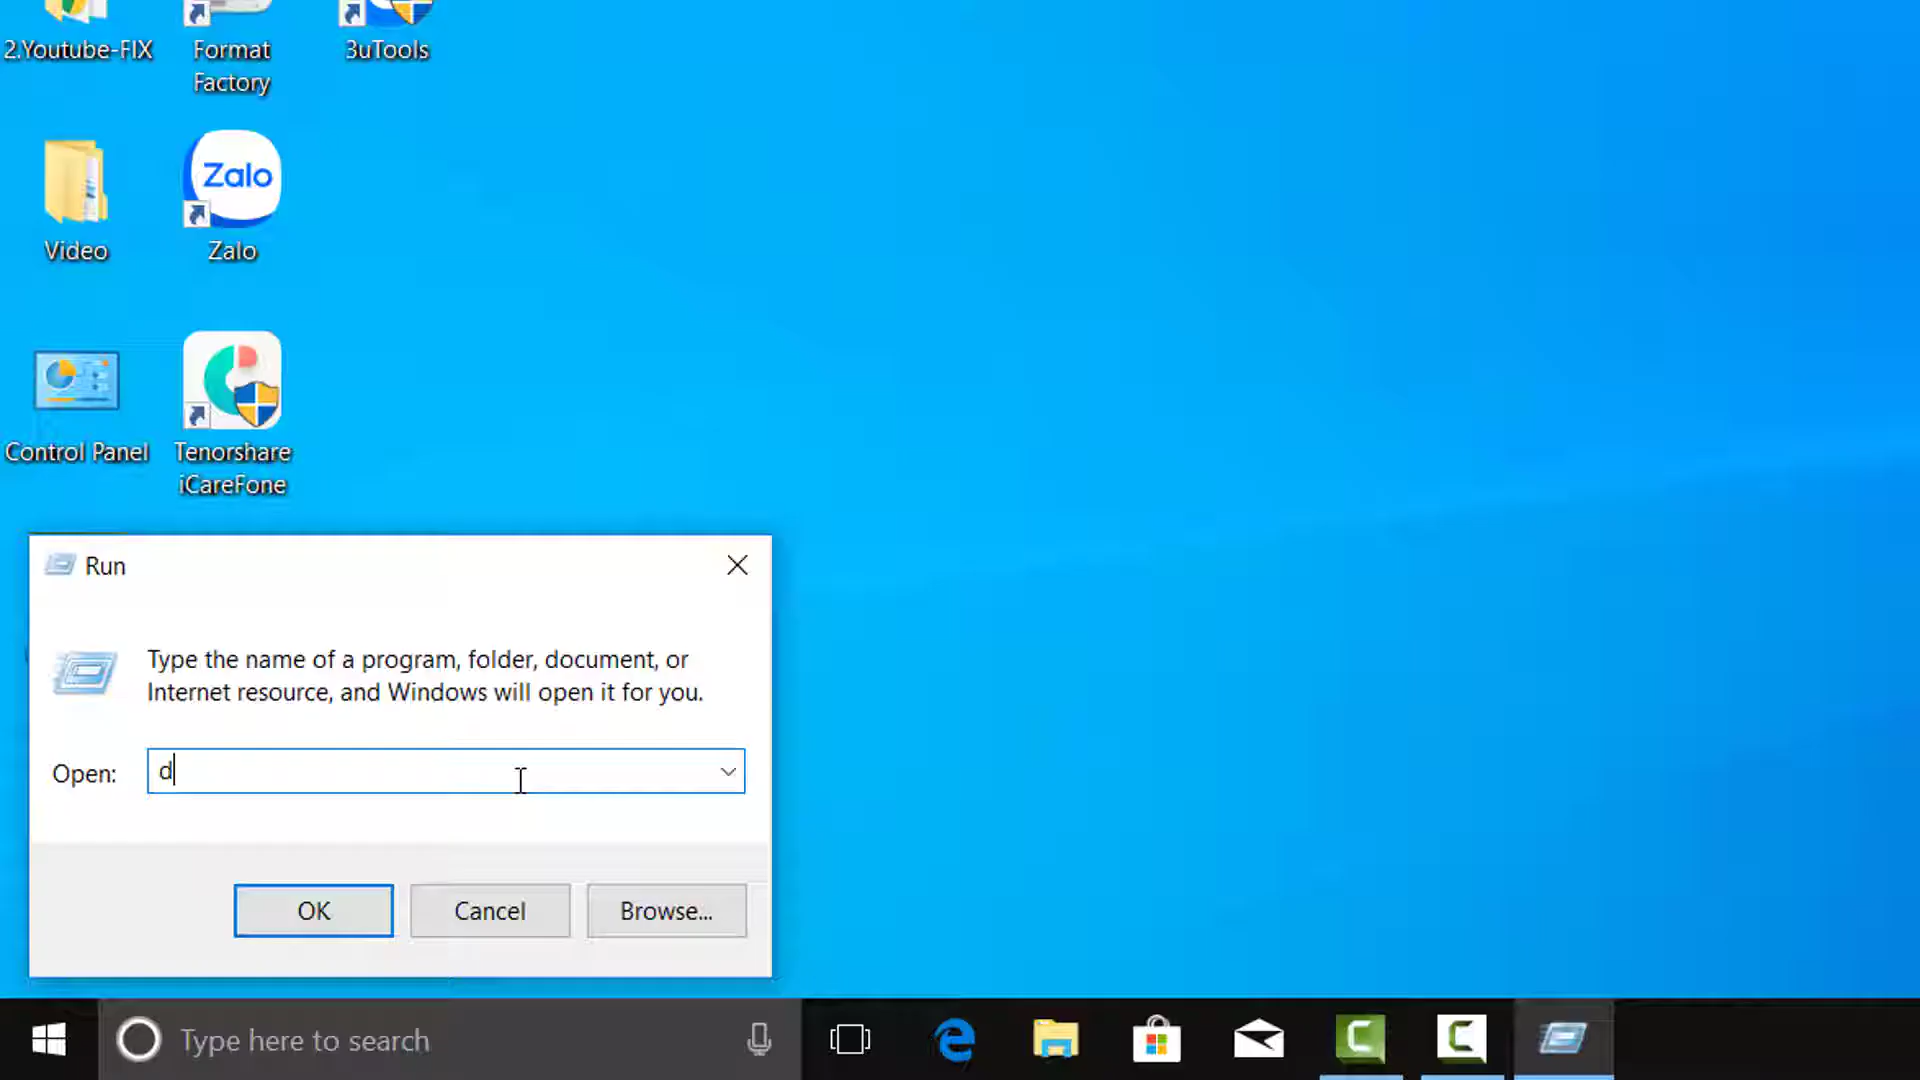 2.Youtube-FIX
Format
Factory
3uTools
Video
Zalo
Zalo
Control Panel
Tenorshare
iCareFone
Run
Type the name of a program, folder, document, or
Internet resource, and Windows will open it for you.
Open:
d
OK
Cancel
Browse...
Type here to search